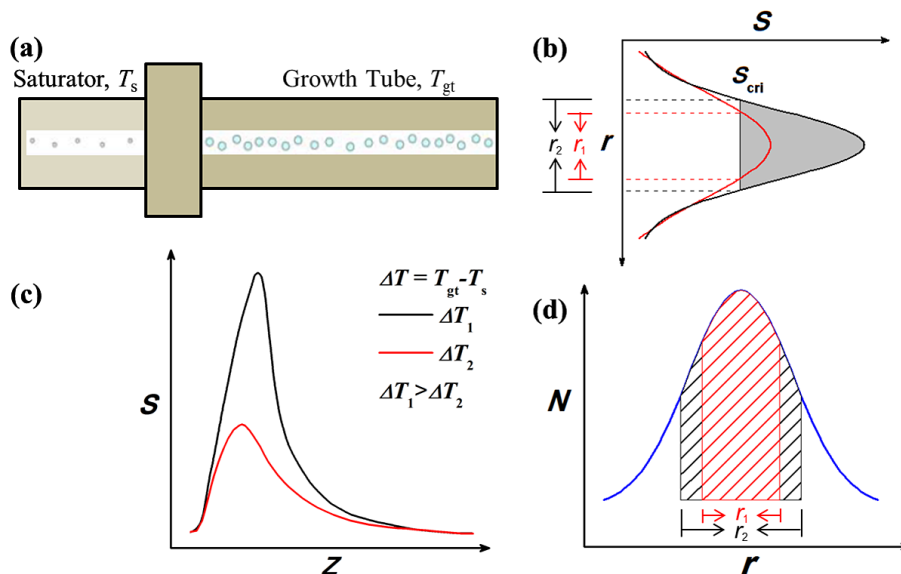 (a)
Saturator, Ts
Growth Tube, Tgt
(b)
S
Scri
r2
r1
r
(c)
S
Z
ΔT = Tgt-Ts
ΔT1
ΔT2
ΔT1>ΔT2
(d)
N
r1
r2
r